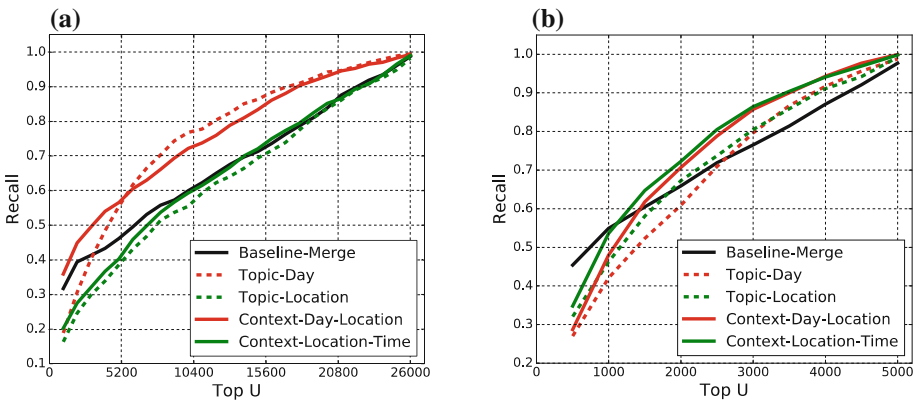 (a)
1.0
0.9
0.8
0.7
0.6
0.5
0.4
0.3
0.2
0.1
Recall
0
5200
10400
15600
20800
26000
Top U
Baseline-Merge
Topic-Day
Topic-Location
Context-Day-Location
Context-Location-Time
(b)
1.0
0.9
0.8
0.7
0.6
0.5
0.4
0.3
0.2
Recall
0
1000
2000
3000
4000
5000
Top U
Baseline-Merge
Topic-Day
Topic-Location
Context-Day-Location
Context-Location-Time